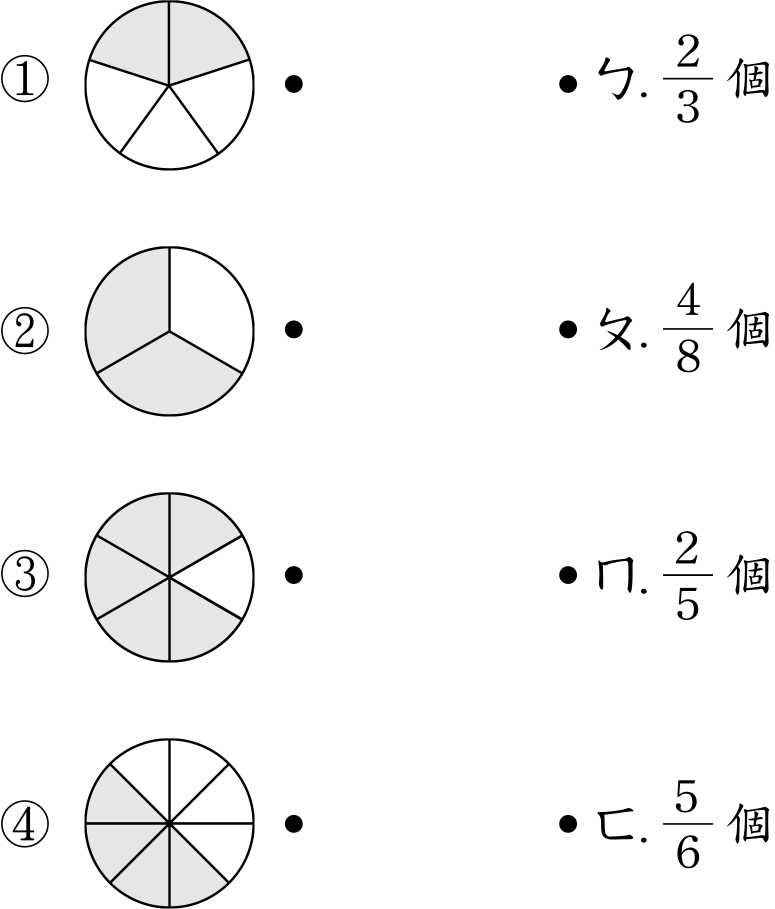 ① ㄅ. 2/3 個
② ㄆ. 4/8 個
③ ㄇ. 2/5 個
④ ㄈ. 5/6 個